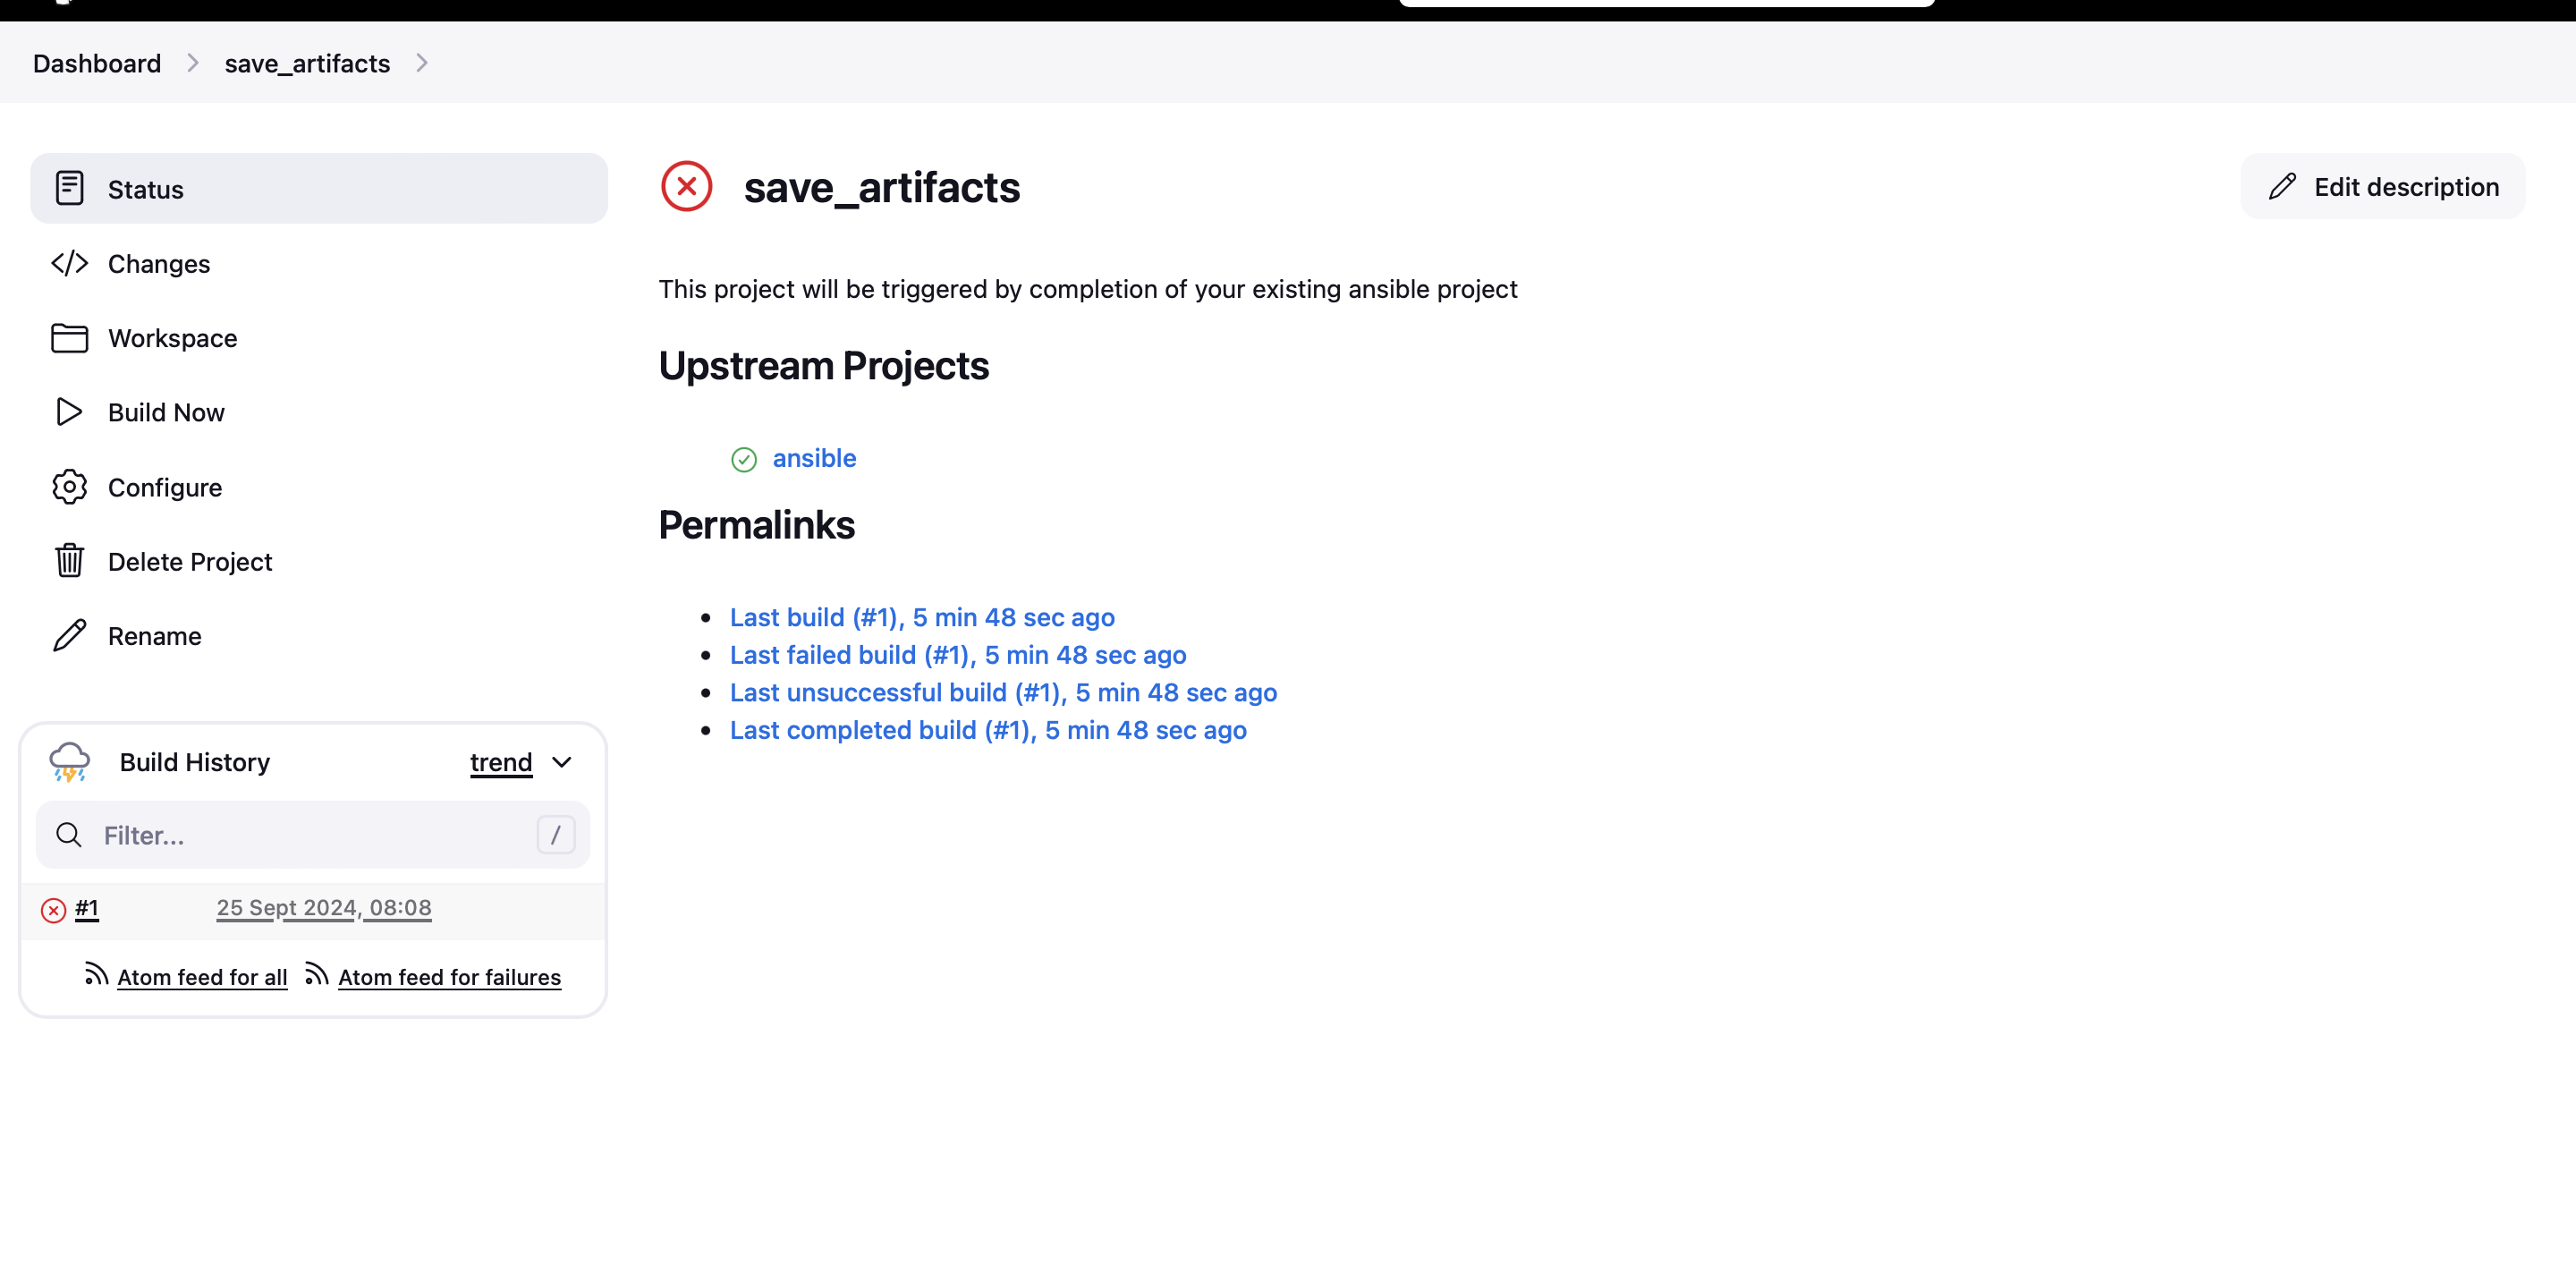 Dashboard > save_artifacts >
Status
Changes
Workspace
Build Now
Configure
Delete Project
Rename
Build History trend
Filter... /
#1 25 Sept 2024, 08:08
Atom feed for all Atom feed for failures
save_artifacts
Edit description
This project will be triggered by completion of your existing ansible project
Upstream Projects
ansible
Permalinks
Last build (#1), 5 min 48 sec ago
Last failed build (#1), 5 min 48 sec ago
Last unsuccessful build (#1), 5 min 48 sec ago
Last completed build (#1), 5 min 48 sec ago